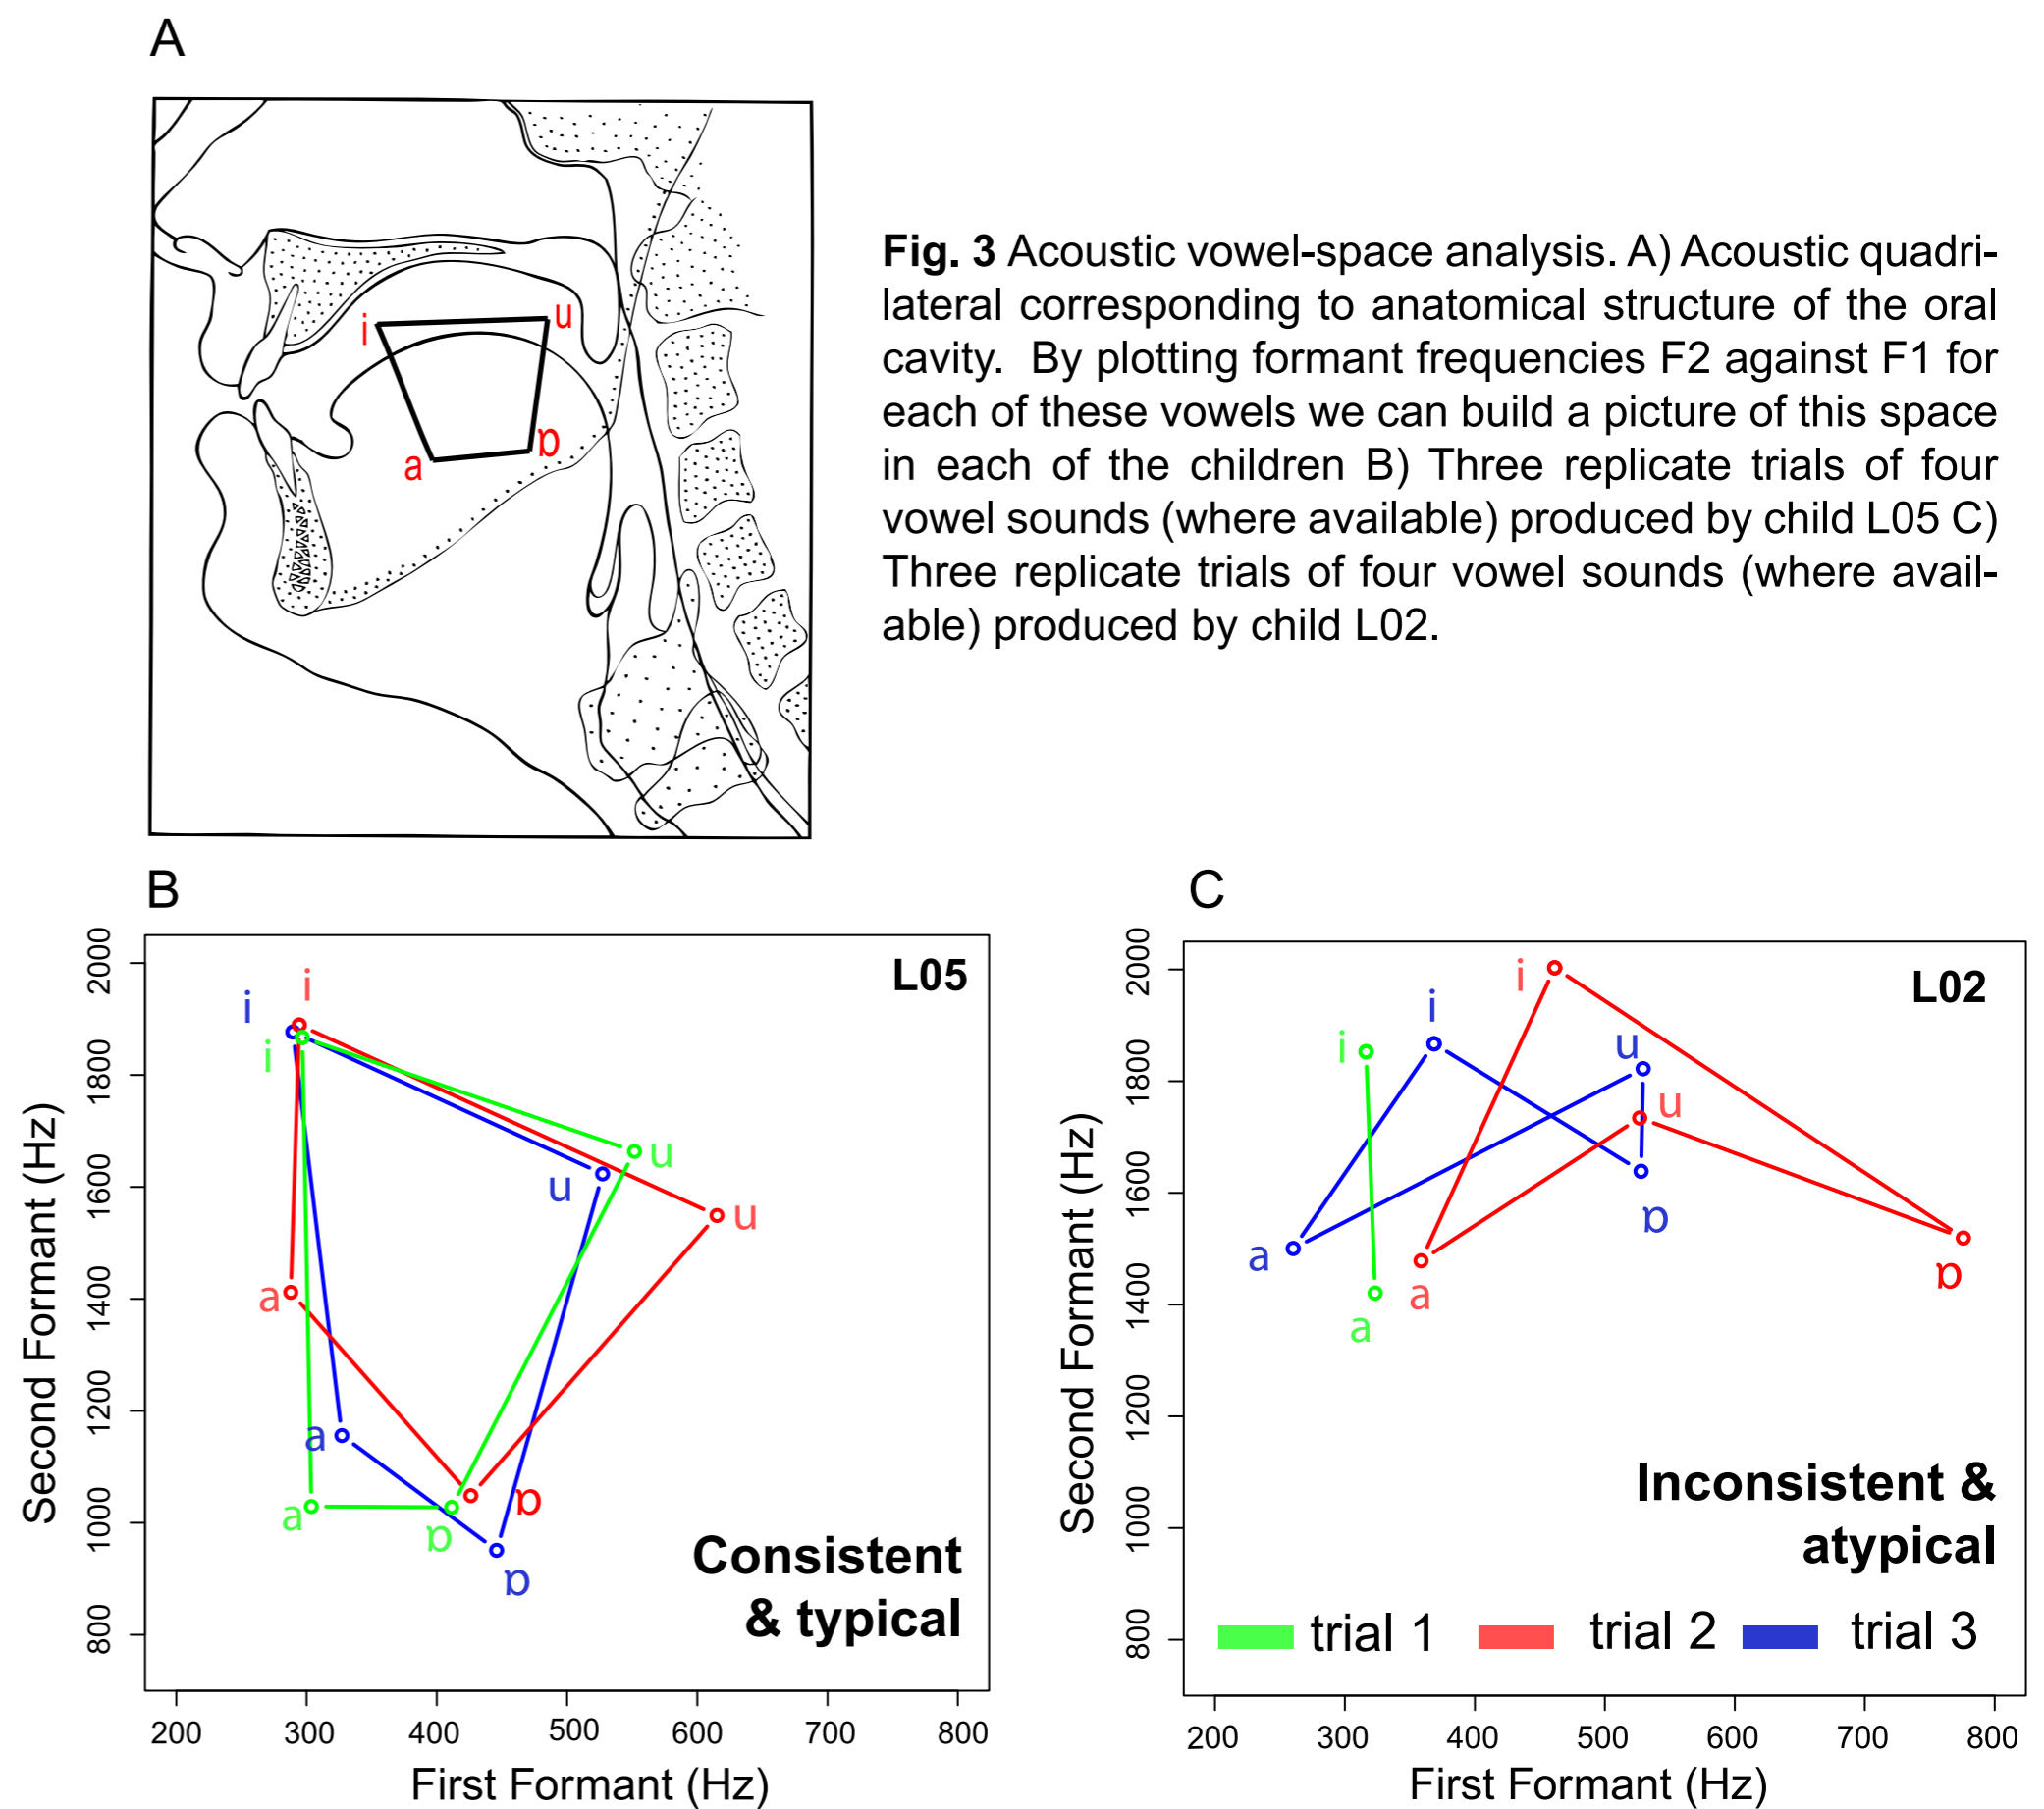 A
i
u
a
ɒ
Fig. 3 Acoustic vowel-space analysis. A) Acoustic quadri-
lateral corresponding to anatomical structure of the oral
cavity. By plotting formant frequencies F2 against F1 for
each of these vowels we can build a picture of this space
in each of the children B) Three replicate trials of four
vowel sounds (where available) produced by child L05 C)
Three replicate trials of four vowel sounds (where avail-
able) produced by child L02.
B
L05
Second Formant (Hz)
2000
1800
1600
1400
1200
1000
800
i
i
i
u
u
u
a
a
a
ɒ
ɒ
ɒ
Consistent
& typical
200 300 400 500 600 700 800
First Formant (Hz)
C
L02
Second Formant (Hz)
2000
1800
1600
1400
1200
1000
800
i
i
i
u
u
ɒ
ɒ
a
a
a
Inconsistent &
atypical
trial 1 trial 2 trial 3
200 300 400 500 600 700 800
First Formant (Hz)